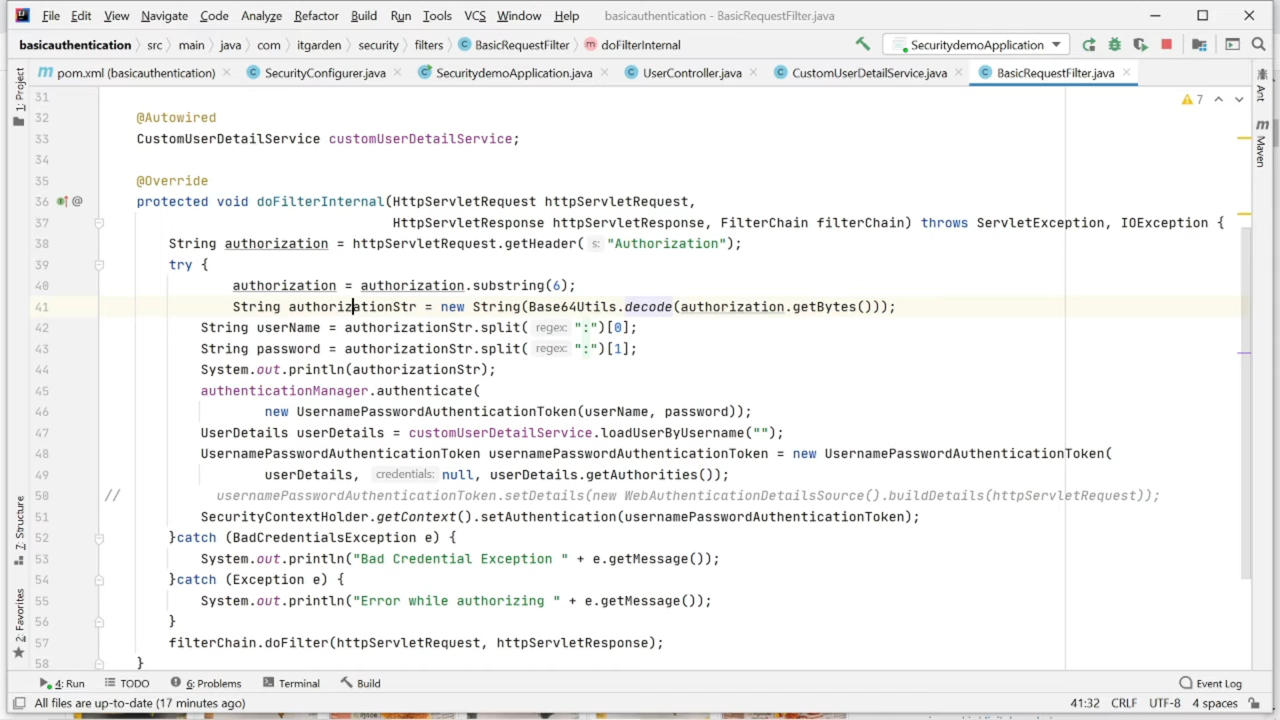 File Edit View Navigate Code Analyze Refactor Build Run Tools VCS Window Help basicauthentication - BasicRequestFilter.java
basicauthentication src main java com itgarden security filters BasicRequestFilter doFilterInternal SecuritydemoApplication
pom.xml (basicauthentication) SecurityConfigurer.java SecuritydemoApplication.java UserController.java CustomUserDetailService.java BasicRequestFilter.java
1: Project
Ant
Maven
7
31
32 @Autowired
33 CustomUserDetailService customUserDetailService;
34
35 @Override
36 protected void doFilterInternal(HttpServletRequest httpServletRequest,
37 HttpServletResponse httpServletResponse, FilterChain filterChain) throws ServletException, IOException {
38 String authorization = httpServletRequest.getHeader( s: "Authorization");
39 try {
40 authorization = authorization.substring(6);
41 String authorizationStr = new String(Base64Utils.decode(authorization.getBytes()));
42 String userName = authorizationStr.split( regex: ":")[0];
43 String password = authorizationStr.split( regex: ":")[1];
44 System.out.println(authorizationStr);
45 authenticationManager.authenticate(
46 new UsernamePasswordAuthenticationToken(userName, password));
47 UserDetails userDetails = customUserDetailService.loadUserByUsername("");
48 UsernamePasswordAuthenticationToken usernamePasswordAuthenticationToken = new UsernamePasswordAuthenticationToken(
49 userDetails, credentials: null, userDetails.getAuthorities());
50 // usernamePasswordAuthenticationToken.setDetails(new WebAuthenticationDetailsSource().buildDetails(httpServletRequest));
51 SecurityContextHolder.getContext().setAuthentication(usernamePasswordAuthenticationToken);
52 }catch (BadCredentialsException e) {
53 System.out.println("Bad Credential Exception " + e.getMessage());
54 }catch (Exception e) {
55 System.out.println("Error while authorizing " + e.getMessage());
56 }
57 filterChain.doFilter(httpServletRequest, httpServletResponse);
58 }
7: Structure
2: Favorites
4: Run TODO 6: Problems Terminal Build Event Log
All files are up-to-date (17 minutes ago) 41:32 CRLF UTF-8 4 spaces